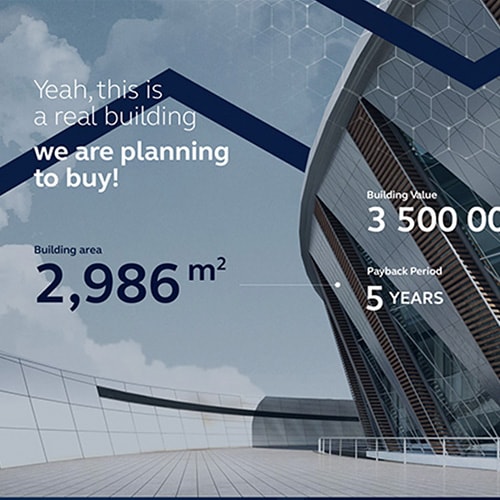 Yeah, this is
a real building
we are planning
to buy!
Building area
2,986 m²
Building Value
3 500 00
Payback Period
5 YEARS